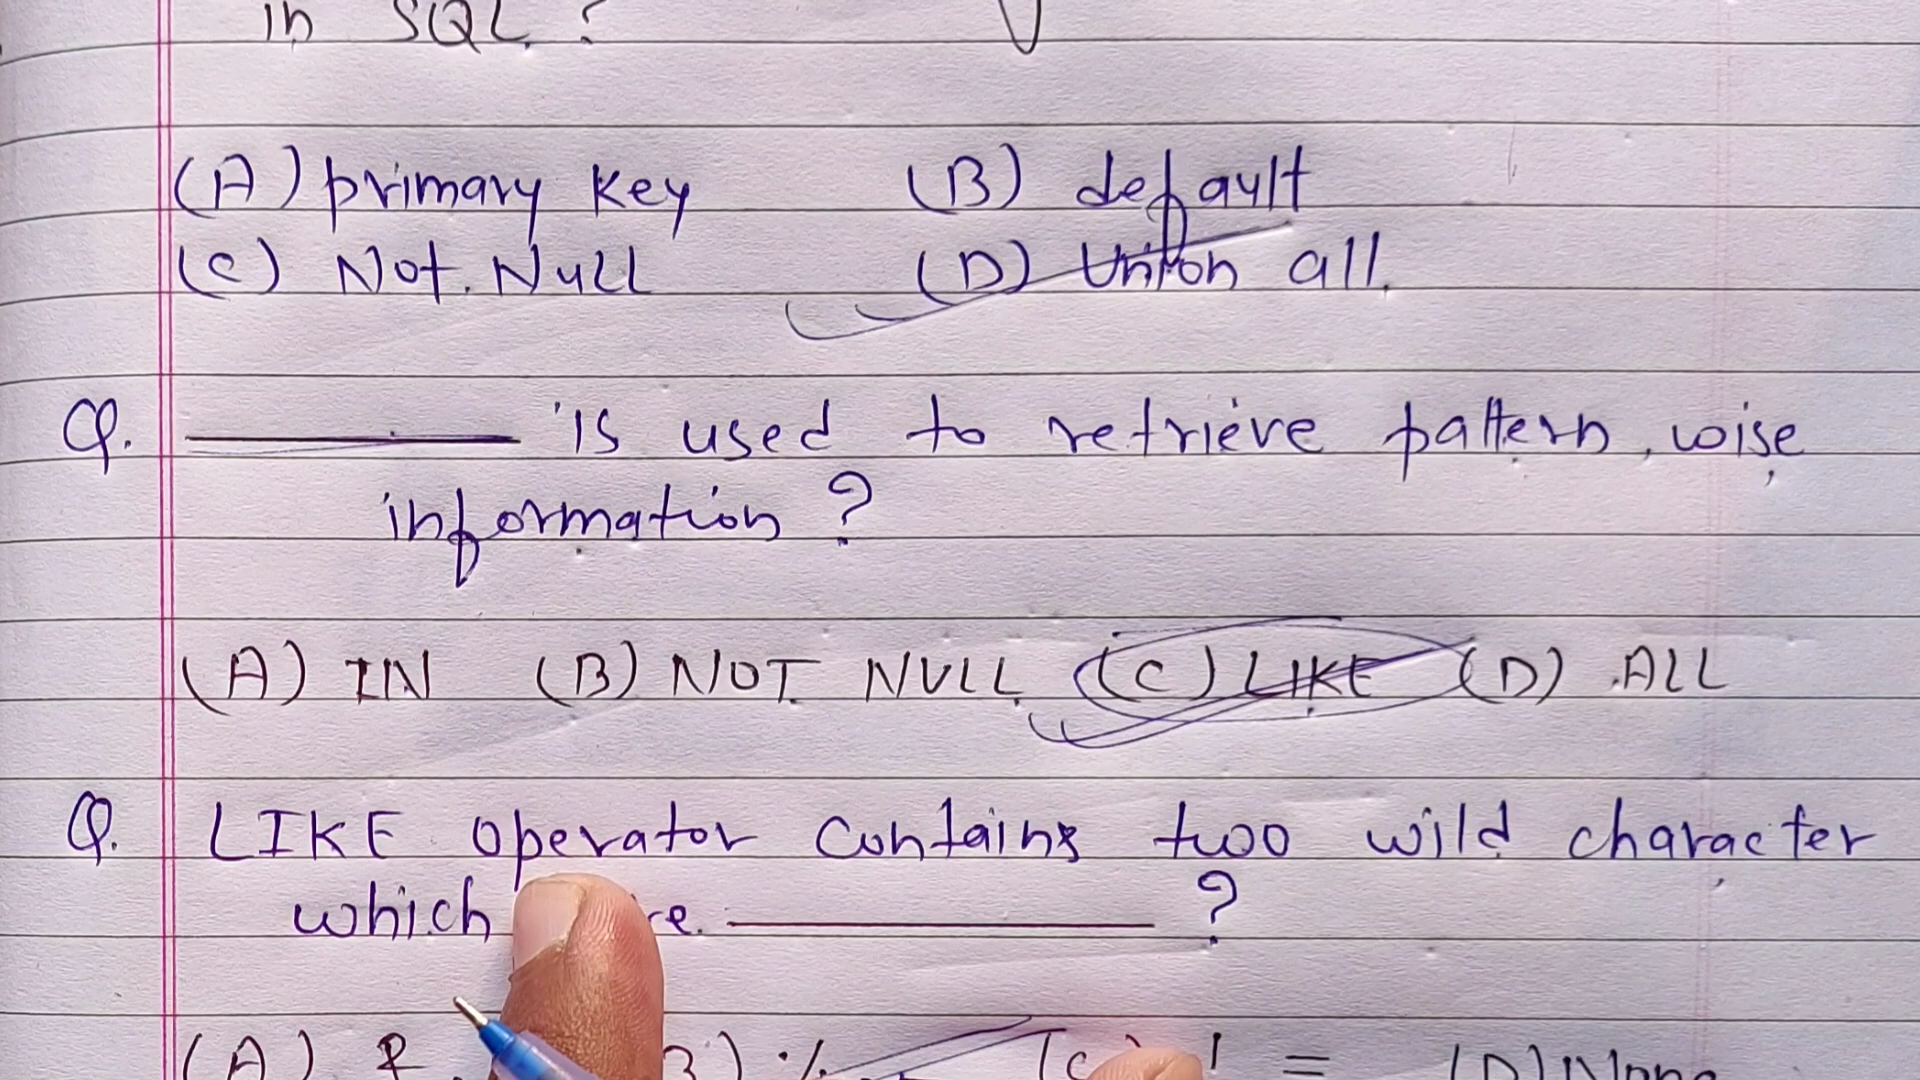 in SQL ?
(A) primary key (B) default
(C) Not Null (D) Union all.
Q. ________ is used to retrieve pattern wise
information ?
(A) IN (B) NOT NULL (C) LIKE (D) ALL
Q. LIKE operator contains two wild character
which ________ ?
(A) (B) % (C) ! = (D) None